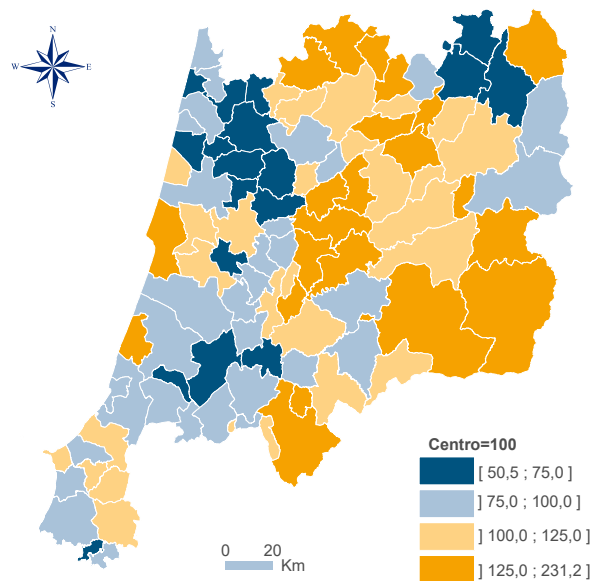 N
W E
S
Centro=100
[ 50,5 ; 75,0 ]
] 75,0 ; 100,0 ]
] 100,0 ; 125,0 ]
] 125,0 ; 231,2 ]
0 20
Km